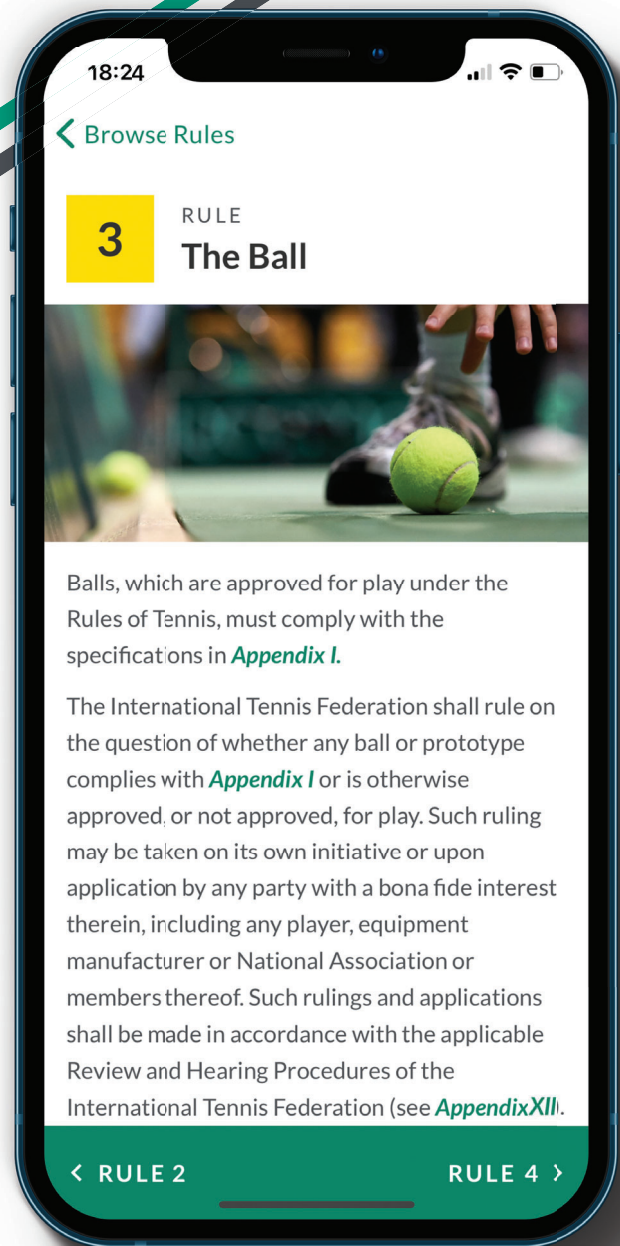 18:24
Browse Rules
3
RULE
The Ball
Balls, which are approved for play under the
Rules of Tennis, must comply with the
specifications in Appendix I.
The International Tennis Federation shall rule on
the question of whether any ball or prototype
complies with Appendix I or is otherwise
approved, or not approved, for play. Such ruling
may be taken on its own initiative or upon
application by any party with a bona fide interest
therein, including any player, equipment
manufacturer or National Association or
members thereof. Such rulings and applications
shall be made in accordance with the applicable
Review and Hearing Procedures of the
International Tennis Federation (see Appendix XII).
RULE 2
RULE 4